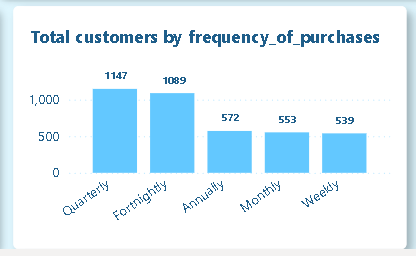 Total customers by frequency_of_purchases
1147
1089
572
553
539
1,000
500
0
Quarterly
Fortnightly
Annually
Monthly
Weekly